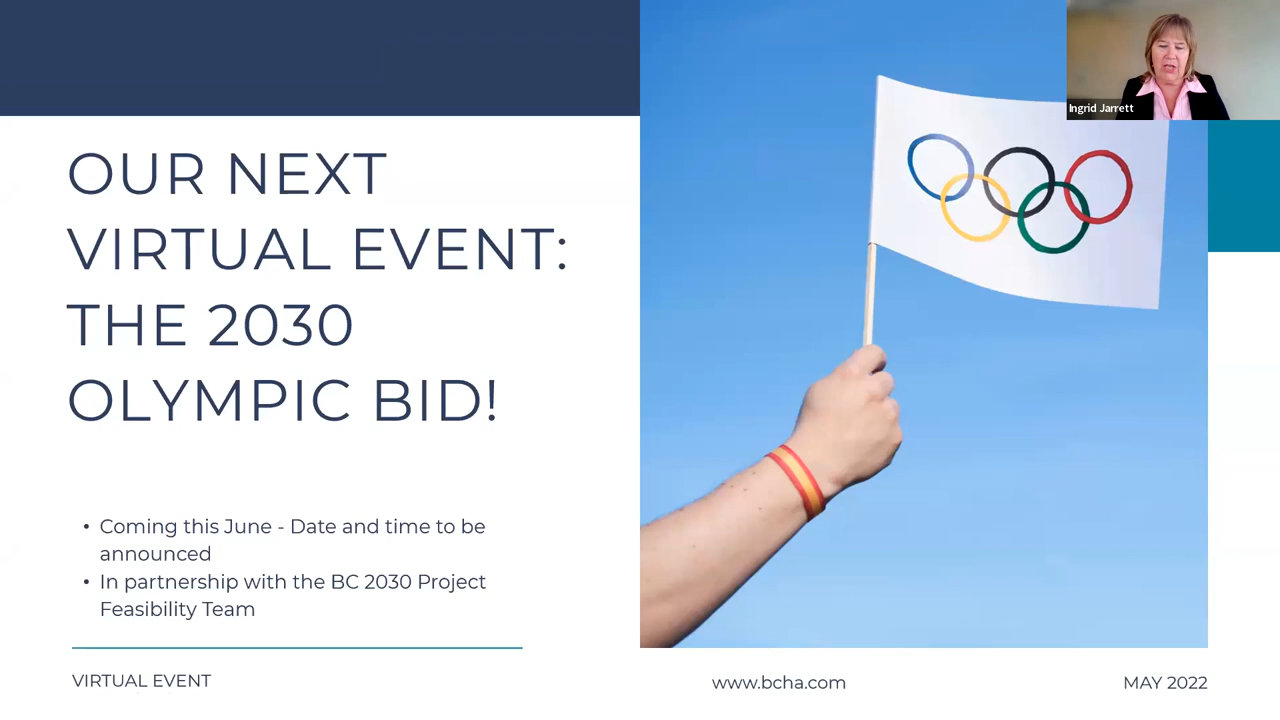 Ingrid Jarrett
OUR NEXT
VIRTUAL EVENT:
THE 2030
OLYMPIC BID!
• Coming this June - Date and time to be
announced
• In partnership with the BC 2030 Project
Feasibility Team
VIRTUAL EVENT
www.bcha.com
MAY 2022